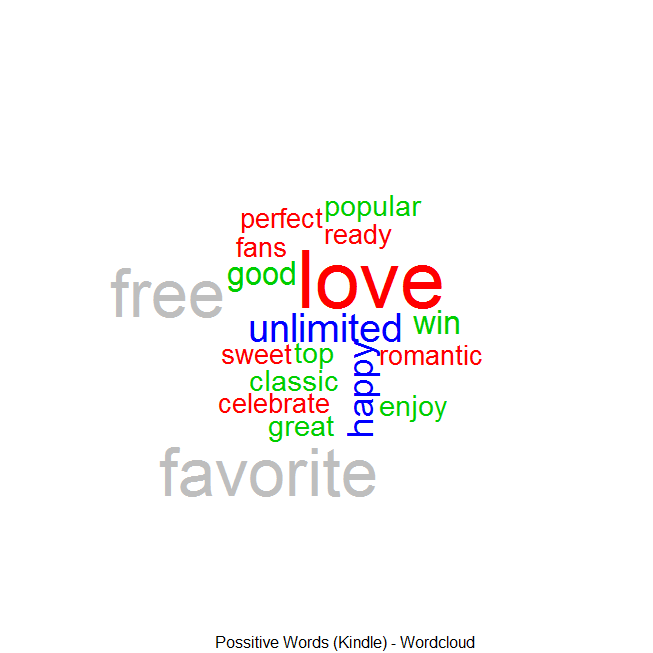 popular
perfect
ready
fans
good
love
free
unlimited
win
sweet
top
romantic
happy
classic
celebrate
enjoy
great
favorite
Possitive Words (Kindle) - Wordcloud